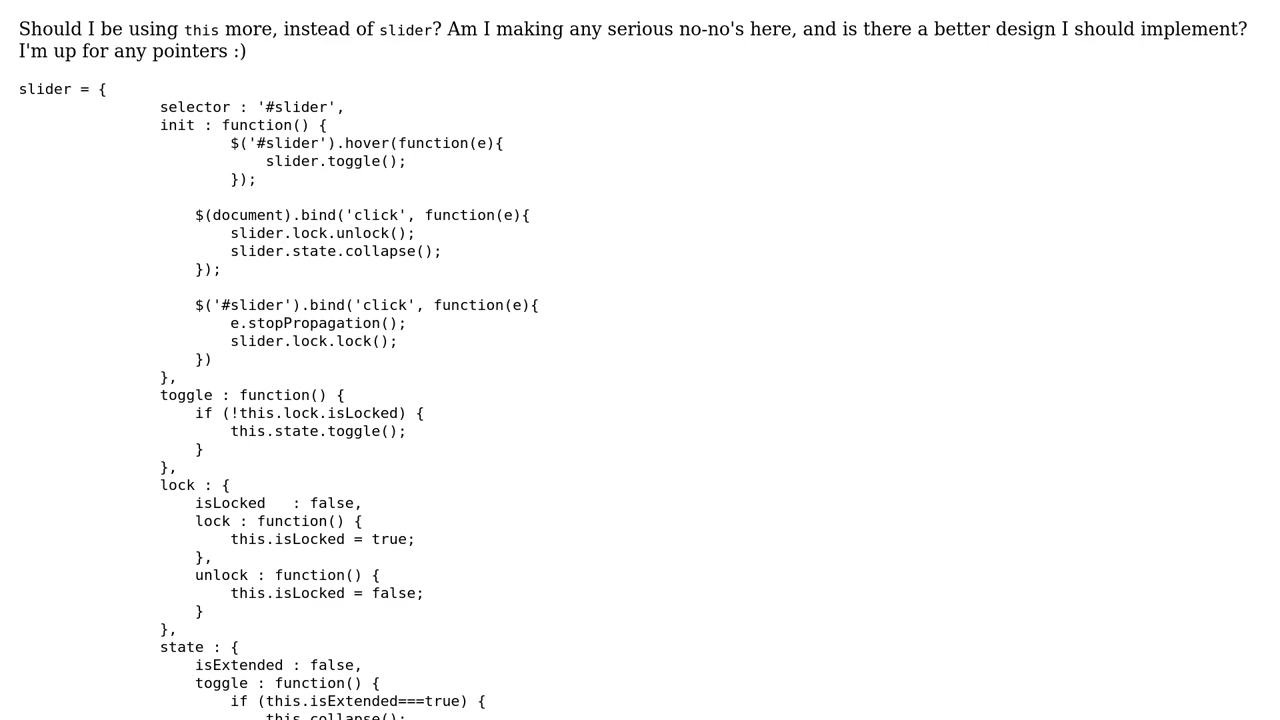 Should I be using this more, instead of slider? Am I making any serious no-no's here, and is there a better design I should implement?
I'm up for any pointers :)
slider = {
selector : '#slider',
init : function() {
$('#slider').hover(function(e){
slider.toggle();
});
$(document).bind('click', function(e){
slider.lock.unlock();
slider.state.collapse();
});
$('#slider').bind('click', function(e){
e.stopPropagation();
slider.lock.lock();
})
},
toggle : function() {
if (!this.lock.isLocked) {
this.state.toggle();
}
},
lock : {
isLocked   : false,
lock : function() {
this.isLocked = true;
},
unlock : function() {
this.isLocked = false;
}
},
state : {
isExtended : false,
toggle : function() {
if (this.isExtended===true) {
this.collapse();